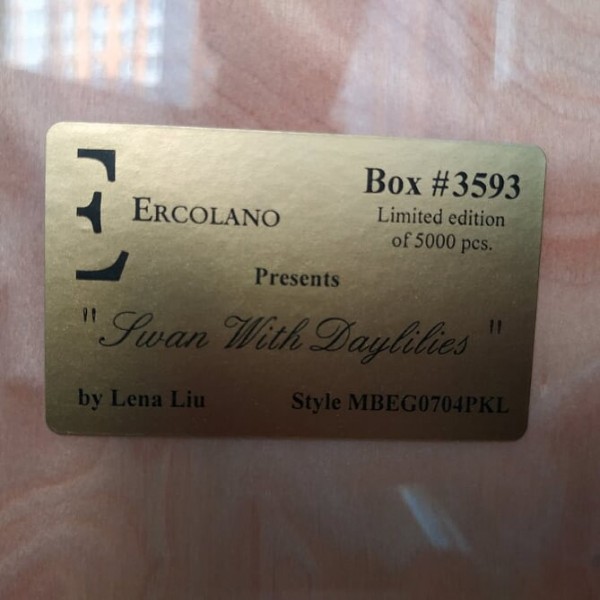 E ERCOLANO
Box #3593
Limited edition
of 5000 pcs.
Presents
"Swan With Daylilies"
by Lena Liu
Style MBEG0704PKL